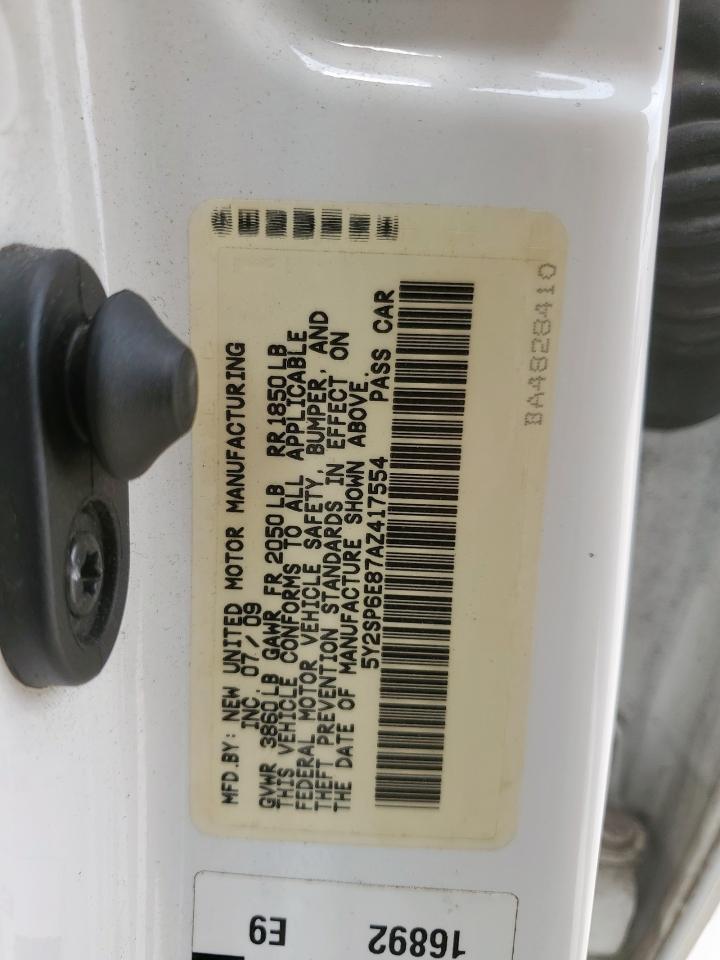 MFD.BY: NEW UNITED MOTOR MANUFACTURING
INC. 07/09
GVWR 3860LB GAWR FR 2050LB RR 1850LB
THIS VEHICLE CONFORMS TO ALL APPLICABLE
FEDERAL MOTOR VEHICLE SAFETY, BUMPER, AND
THEFT PREVENTION STANDARDS IN EFFECT ON
THE DATE OF MANUFACTURE SHOWN ABOVE.
5Y2SP6E87AZ417554 PASS CAR
BA4828410
E9
16892